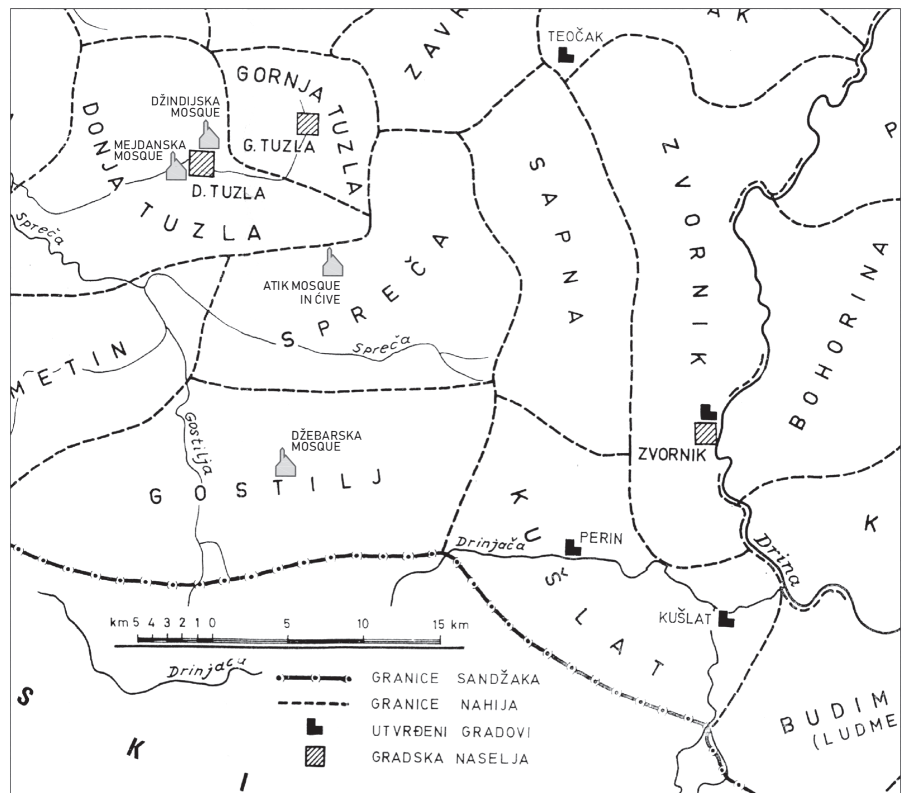 ZAVR
A K
TEOČAK
GORNJA TUZLA
DŽINDIJSKA
MOSQUE
MEJDANSKA
MOSQUE
G. TUZLA
D. TUZLA
DONJA
TUZLA
Spreča
ATIK MOSQUE
IN ĆIVE
SPREČA
Spreča
SAPNA
ZVORNIK
P
BOHORINA
METIN
Gostilja
DŽEBARSKA
MOSQUE
GOSTILJ
ZVORNIK
KUŠLAT
K
Drinjača
PERIN
Drina
KUŠLAT
km 5 4 3 2 1 0 5 10 15 km
Drinjača
S
K
I
BUDIM
(LUDME
GRANICE SANDŽAKA
GRANICE NAHIJA
UTVRĐENI GRADOVI
GRADSKA NASELJA